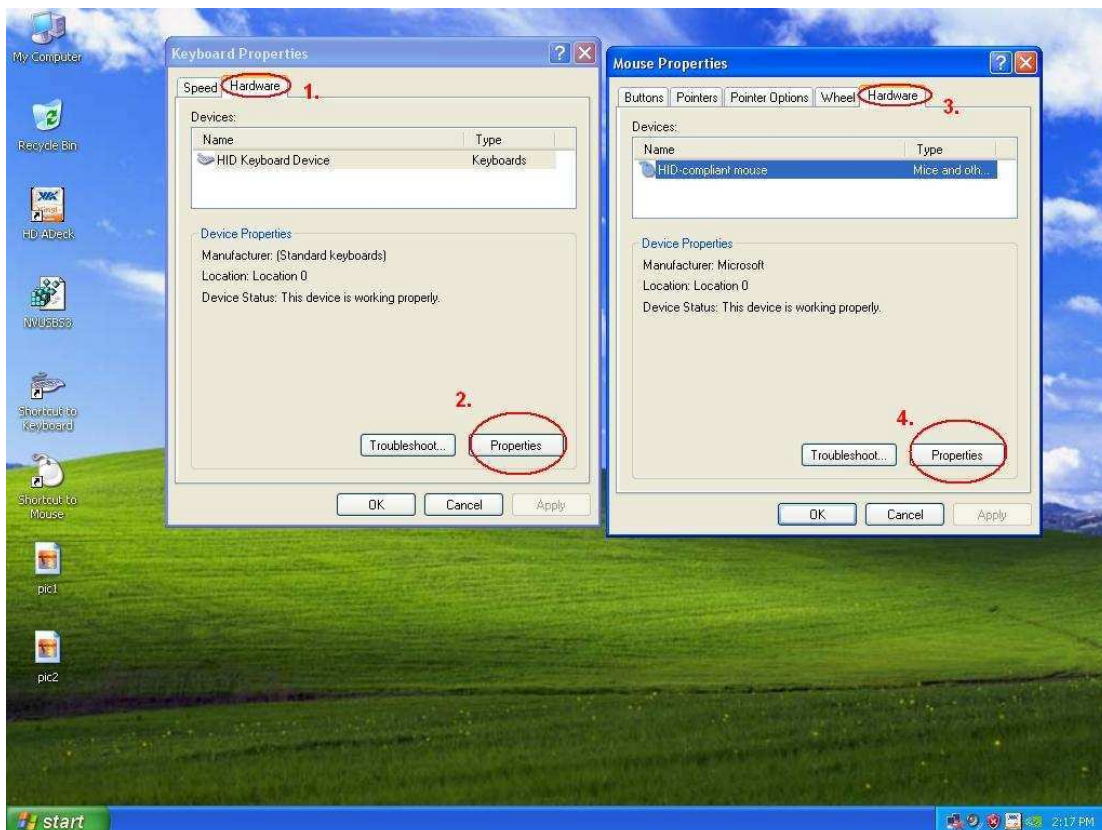 My Computer
Recycle Bin
HD ADeck
NVUSBS3
Shortcut to
Keyboard
Shortcut to
Mouse
pic1
pic2
Keyboard Properties
Speed Hardware 1.
Devices:
Name Type
HID Keyboard Device Keyboards
Device Properties
Manufacturer: (Standard keyboards)
Location: Location 0
Device Status: This device is working properly.
2.
Troubleshoot... Properties
OK Cancel Apply
Mouse Properties
Buttons Pointers Pointer Options Wheel Hardware 3.
Devices:
Name Type
HID-compliant mouse Mice and oth...
Device Properties
Manufacturer: Microsoft
Location: Location 0
Device Status: This device is working properly.
4.
Troubleshoot... Properties
OK Cancel Apply
start 2:17 PM